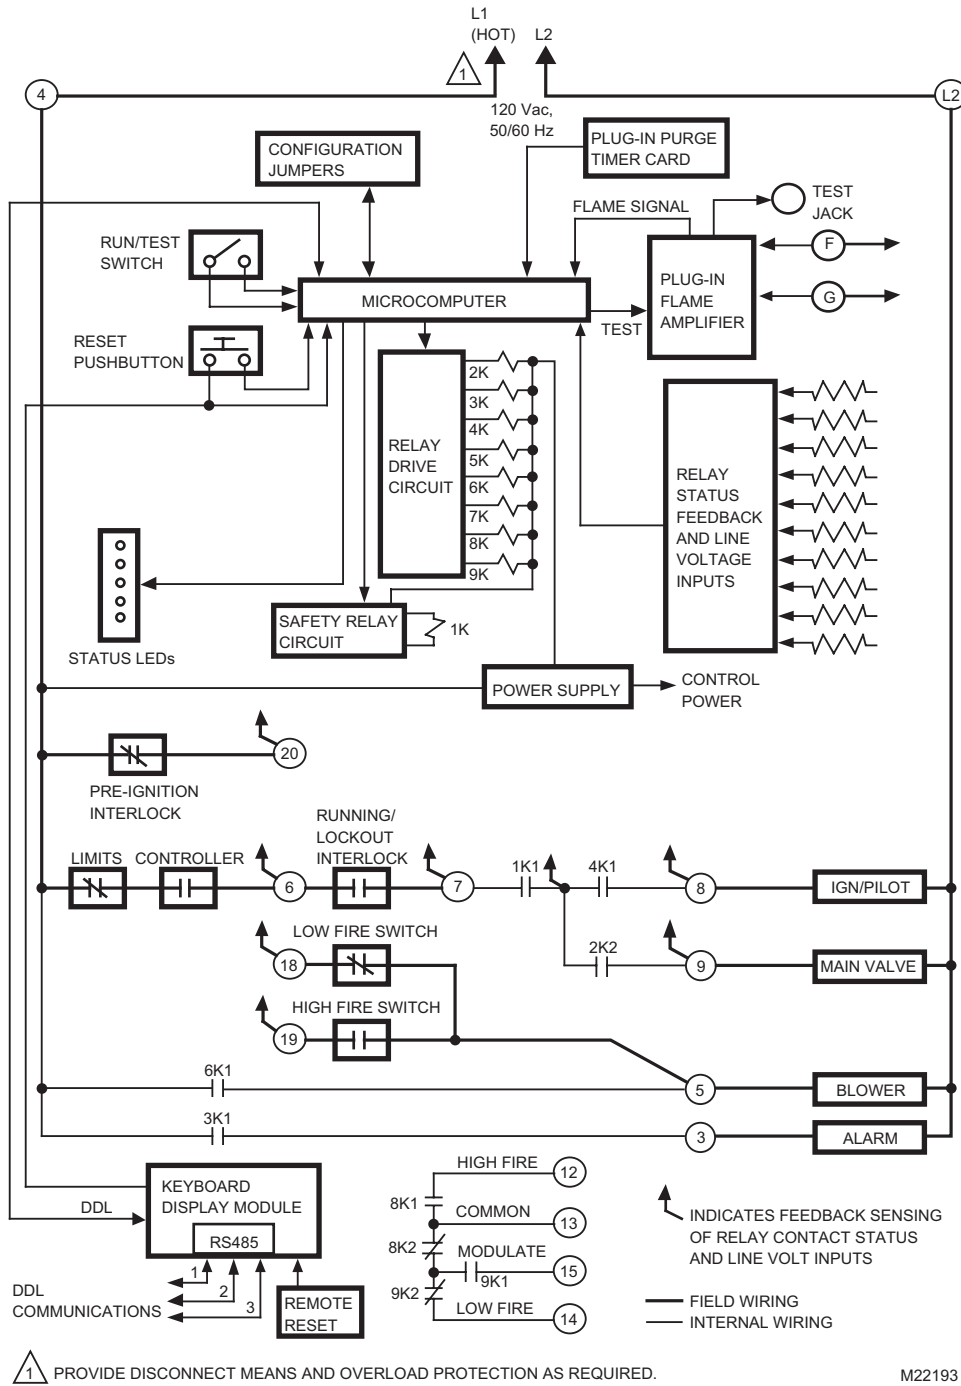 L1
(HOT) L2
1
4
L2
120 Vac,
50/60 Hz
CONFIGURATION
JUMPERS
PLUG-IN PURGE
TIMER CARD
FLAME SIGNAL
TEST
JACK
RUN/TEST
SWITCH
F
MICROCOMPUTER
PLUG-IN
FLAME
AMPLIFIER
G
TEST
RESET
PUSHBUTTON
RELAY
DRIVE
CIRCUIT
2K
3K
4K
5K
6K
7K
8K
9K
RELAY
STATUS
FEEDBACK
AND LINE
VOLTAGE
INPUTS
STATUS LEDs
SAFETY RELAY
CIRCUIT
1K
POWER SUPPLY
CONTROL
POWER
20
PRE-IGNITION
INTERLOCK
RUNNING/
LOCKOUT
INTERLOCK
LIMITS CONTROLLER
6
7
1K1
4K1
8
IGN/PILOT
LOW FIRE SWITCH
18
2K2
9
MAIN VALVE
HIGH FIRE SWITCH
19
6K1
5
BLOWER
3K1
3
ALARM
KEYBOARD
DISPLAY MODULE
RS485
DDL
1
2
3
DDL
COMMUNICATIONS
REMOTE
RESET
HIGH FIRE
12
8K1
COMMON
13
8K2
MODULATE
15
9K1
9K2
LOW FIRE
14
INDICATES FEEDBACK SENSING
OF RELAY CONTACT STATUS
AND LINE VOLT INPUTS
FIELD WIRING
INTERNAL WIRING
1 PROVIDE DISCONNECT MEANS AND OVERLOAD PROTECTION AS REQUIRED.
M22193